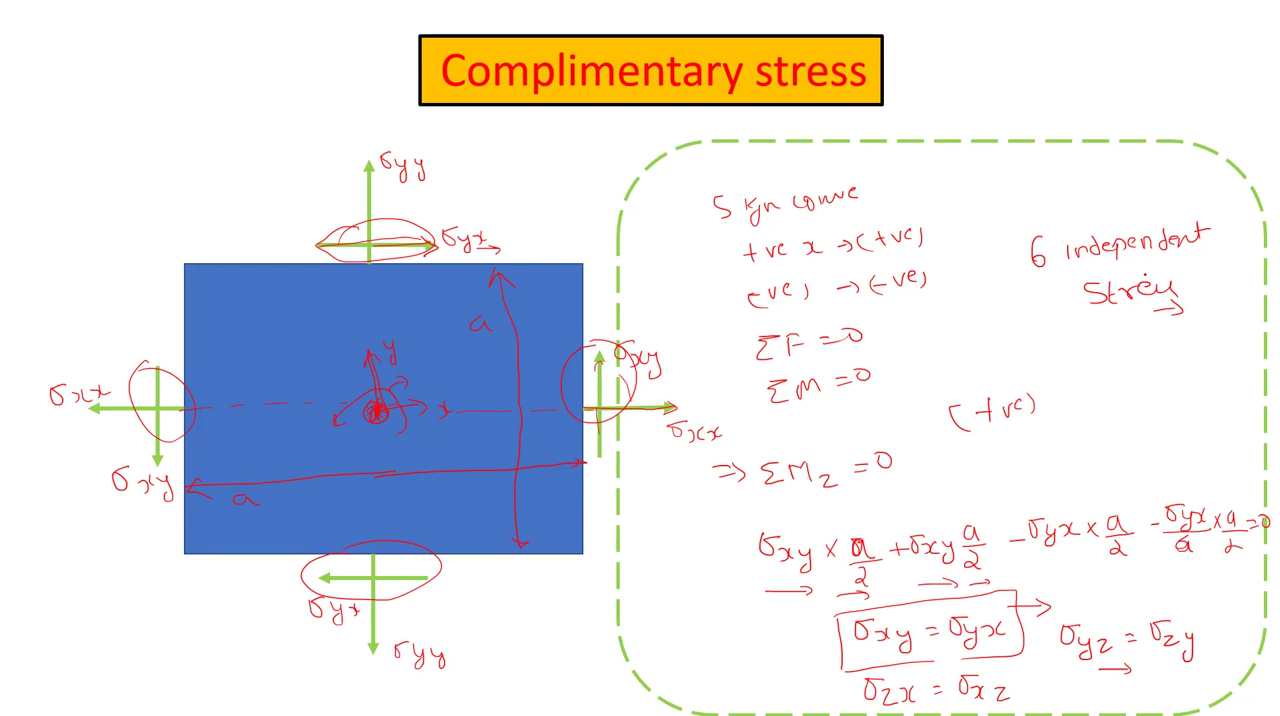 Complimentary stress
σyy
σyx
a
y
x
σxx
σxy
a
σyx
σyy
σxy
σxx
Sign conve
+ve x → (+ve)
(ve) → (-ve)
ΣF = 0
ΣM = 0
6 independent
Stress
(+ve)
⇒ ΣMz = 0
σxy × a/2 + σxy a/2 - σyx × a/2 - σyx/a × a/2 = 0
σxy = σyx
σyz = σzy
σzx = σxz